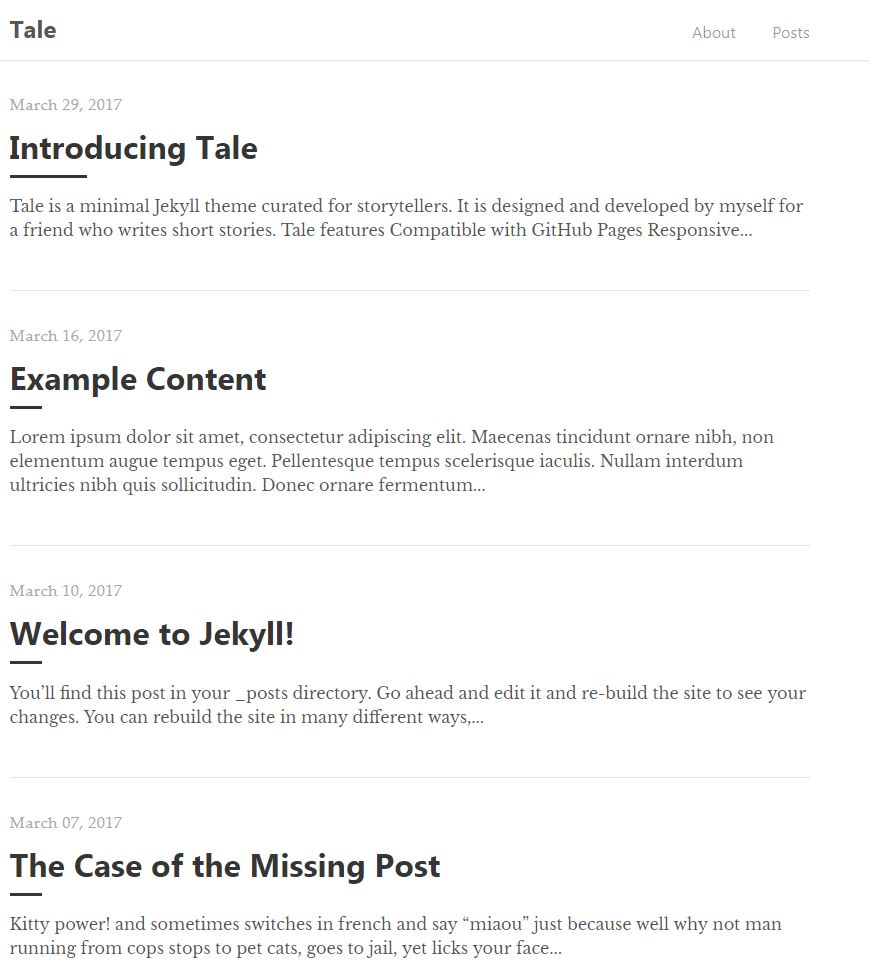 Tale
About Posts
March 29, 2017
Introducing Tale
Tale is a minimal Jekyll theme curated for storytellers. It is designed and developed by myself for
a friend who writes short stories. Tale features Compatible with GitHub Pages Responsive...
March 16, 2017
Example Content
Lorem ipsum dolor sit amet, consectetur adipiscing elit. Maecenas tincidunt ornare nibh, non
elementum augue tempus eget. Pellentesque tempus scelerisque iaculis. Nullam interdum
ultricies nibh quis sollicitudin. Donec ornare fermentum...
March 10, 2017
Welcome to Jekyll!
You’ll find this post in your _posts directory. Go ahead and edit it and re-build the site to see your
changes. You can rebuild the site in many different ways,...
March 07, 2017
The Case of the Missing Post
Kitty power! and sometimes switches in french and say “miaou” just because well why not man
running from cops stops to pet cats, goes to jail, yet licks your face...